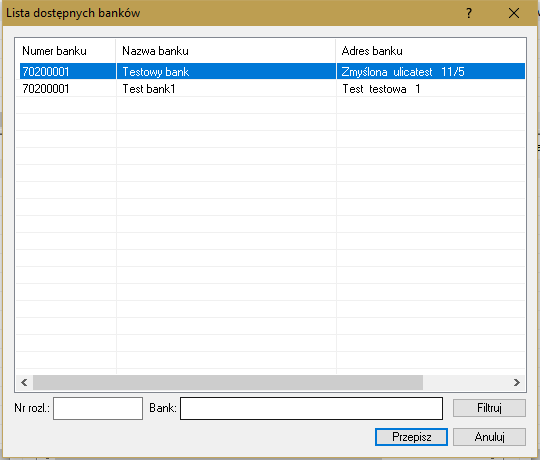 Lista dostępnych banków ?
Numer banku Nazwa banku Adres banku
70200001 Testowy bank Zmyślona ulicatest 11/5
70200001 Test bank1 Test testowa 1
Nr rozl.: Bank: Filtruj
Przepisz Anuluj